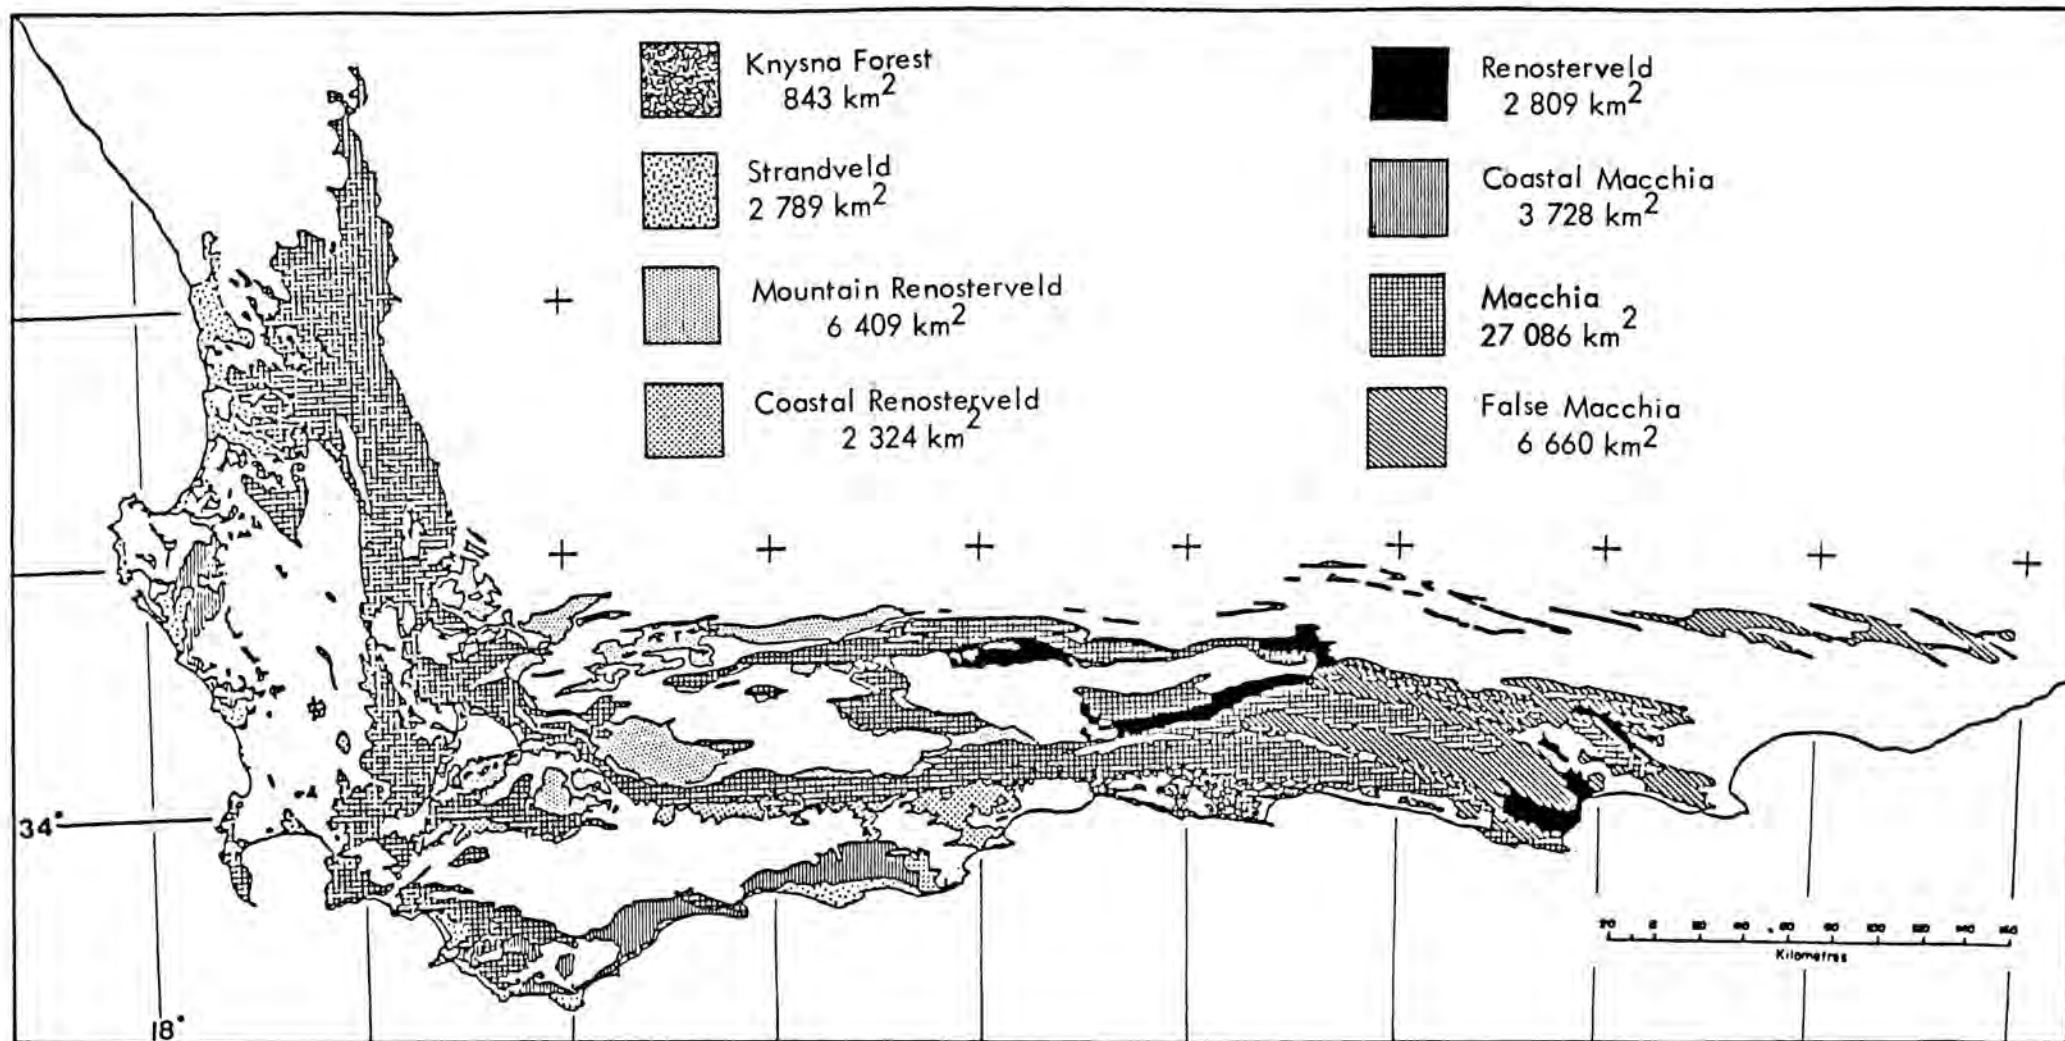 Knysna Forest
843 km²
Strandveld
2 789 km²
Mountain Renosterveld
6 409 km²
Coastal Renosterveld
2 324 km²
Renosterveld
2 809 km²
Coastal Macchia
3 728 km²
Macchia
27 086 km²
False Macchia
6 660 km²
34°
18°
Kilometres